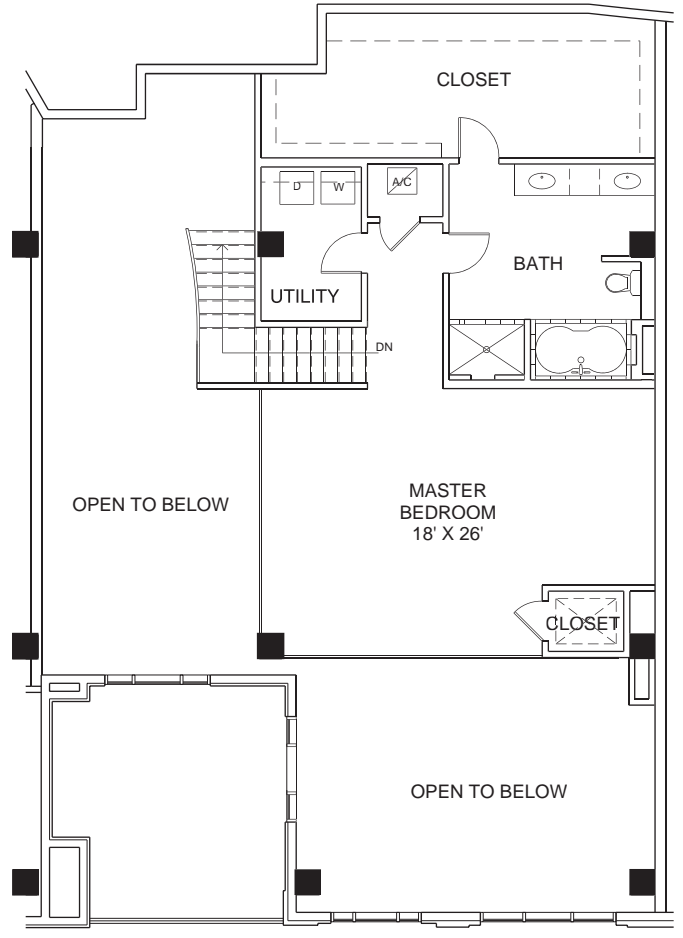 CLOSET
D
W
A/C
BATH
UTILITY
DN
OPEN TO BELOW
MASTER
BEDROOM
18' X 26'
CLOSET
OPEN TO BELOW